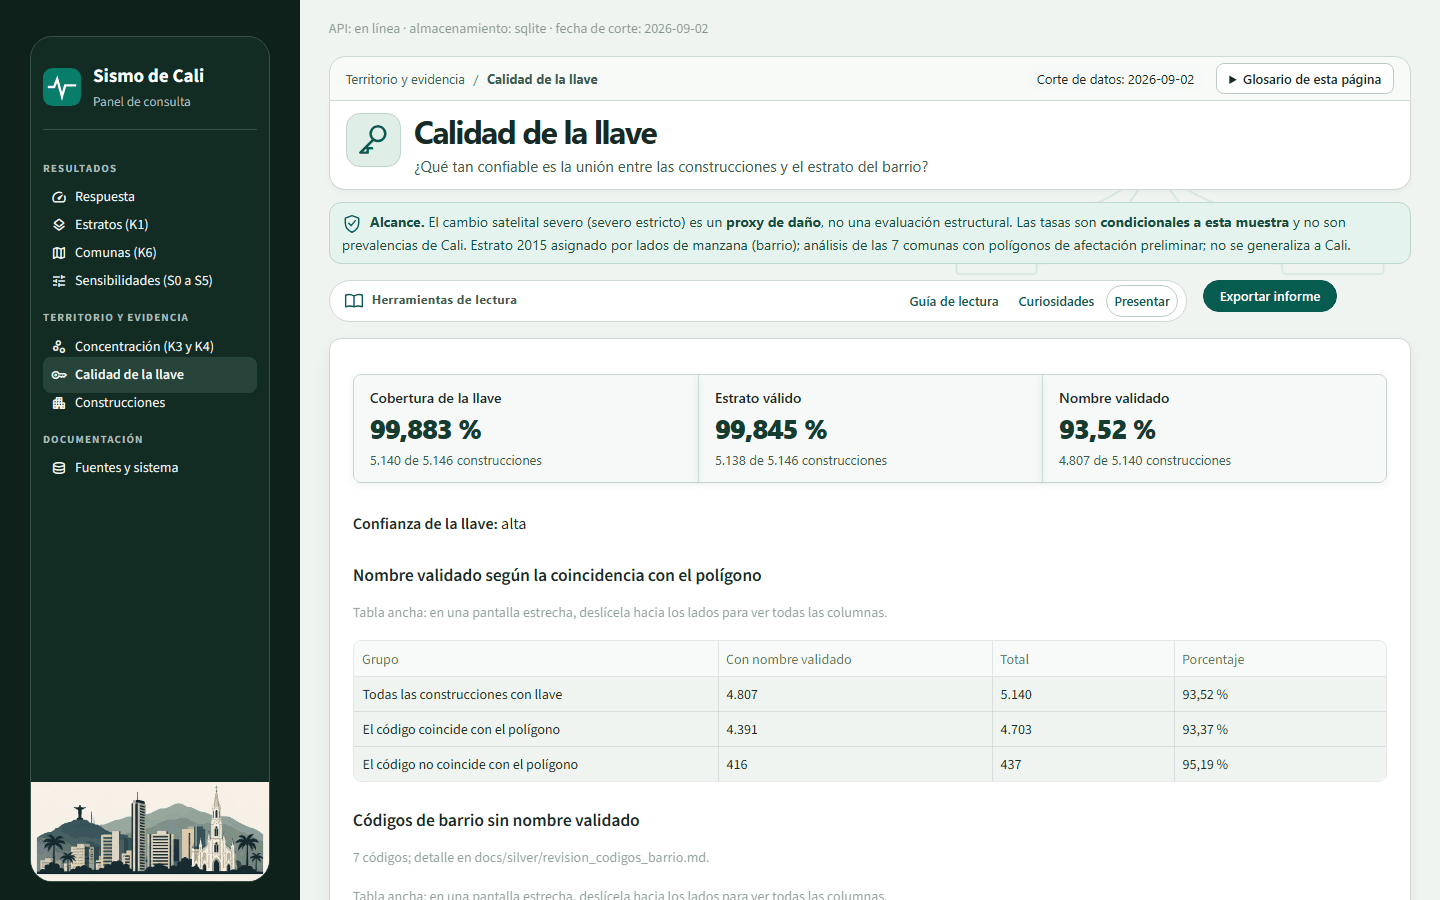 API: en línea · almacenamiento: sqlite · fecha de corte: 2026-09-02
Sismo de Cali
Panel de consulta
RESULTADOS
Respuesta
Estratos (K1)
Comunas (K6)
Sensibilidades (S0 a S5)
TERRITORIO Y EVIDENCIA
Concentración (K3 y K4)
Calidad de la llave
Construcciones
DOCUMENTACIÓN
Fuentes y sistema
Territorio y evidencia / Calidad de la llave
Corte de datos: 2026-09-02
Glosario de esta página
Calidad de la llave
¿Qué tan confiable es la unión entre las construcciones y el estrato del barrio?
Alcance. El cambio satelital severo (severo estricto) es un proxy de daño, no una evaluación estructural. Las tasas son condicionales a esta muestra y no son
prevalencias de Cali. Estrato 2015 asignado por lados de manzana (barrio); análisis de las 7 comunas con polígonos de afectación preliminar; no se generaliza a Cali.
Herramientas de lectura
Guía de lectura
Curiosidades
Presentar
Exportar informe
Cobertura de la llave
99,883 %
5.140 de 5.146 construcciones
Estrato válido
99,845 %
5.138 de 5.146 construcciones
Nombre validado
93,52 %
4.807 de 5.140 construcciones
Confianza de la llave: alta
Nombre validado según la coincidencia con el polígono
Tabla ancha: en una pantalla estrecha, deslícela hacia los lados para ver todas las columnas.
Grupo Con nombre validado Total Porcentaje
Todas las construcciones con llave 4.807 5.140 93,52 %
El código coincide con el polígono 4.391 4.703 93,37 %
El código no coincide con el polígono 416 437 95,19 %
Códigos de barrio sin nombre validado
7 códigos; detalle en docs/silver/revision_codigos_barrio.md.
Tabla ancha: en una pantalla estrecha, deslícela hacia los lados para ver todas las columnas.